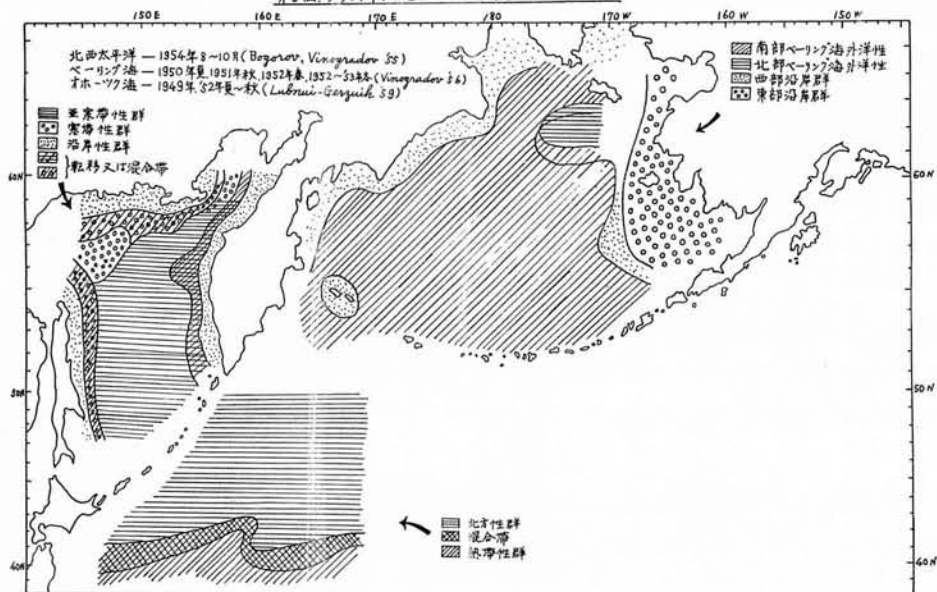 150E 160E 170E 180 170W 160W 150W
北西太平洋 — 1954年8~10月(Bogorov, Vinogradov '55)
ベーリング海 — 1950年夏, 1951年秋, 1952年春, 1952~53年秋(Vinogradov '56)
オホーツク海 — 1949年, '52年夏~秋(Lubnui-Gerzuih '59)
亜寒帯性群
寒帯性群
沿岸性群
}転移又は混合帯
南部ベーリング海外洋性
北部ベーリング海外洋性
西部沿岸群
東部沿岸群
60N 60N
50N 50N
北方性群
混合帯
熱帯性群
40N 40N